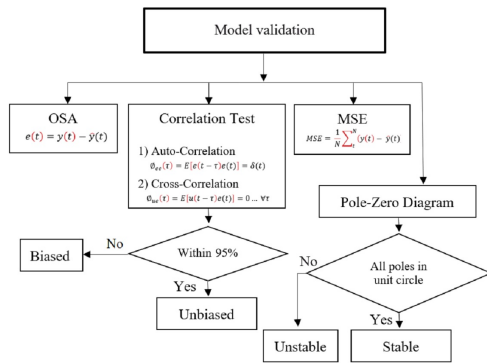 Model validation
OSA
e(t) = y(t) − ŷ(t)
Correlation Test
1) Auto-Correlation
∅ee(τ) = E[e(t − τ)e(t)] = δ(t)
2) Cross-Correlation
∅ue(τ) = E[u(t − τ)e(t)] = 0 … ∀τ
MSE
MSE = 1/N ∑ᵗᴺ (y(t) − ŷ(t)
Pole-Zero Diagram
No
Biased
Within 95%
Yes
Unbiased
No
All poles in
unit circle
Yes
Unstable
Stable